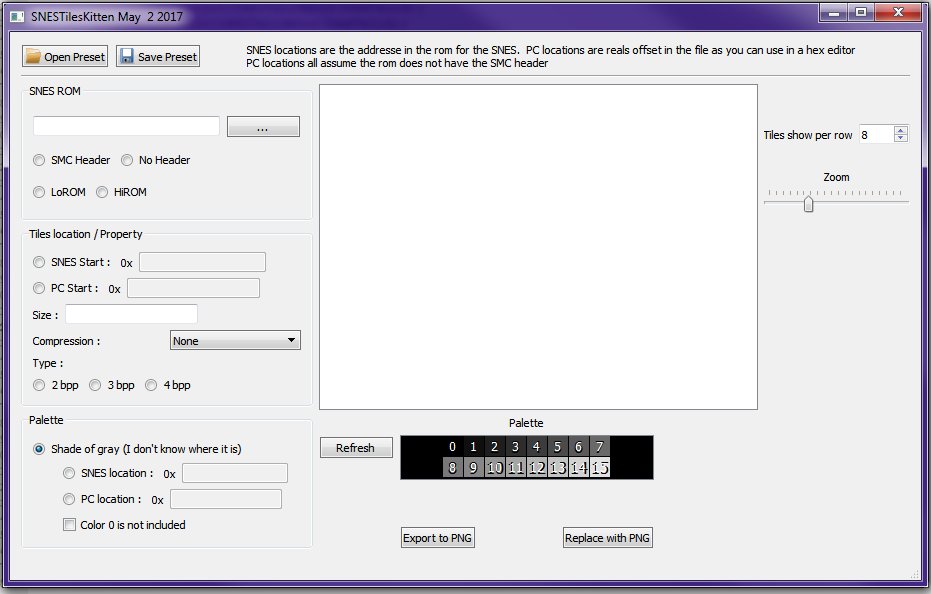 SNESTilesKitten May 2 2017
Open Preset
Save Preset
SNES locations are the addresse in the rom for the SNES. PC locations are reals offset in the file as you can use in a hex editor
PC locations all assume the rom does not have the SMC header
SNES ROM
...
SMC Header
No Header
LoROM
HiROM
Tiles location / Property
SNES Start : 0x
PC Start : 0x
Size :
Compression : None
Type :
2 bpp
3 bpp
4 bpp
Palette
Shade of gray (I don't know where it is)
SNES location : 0x
PC location : 0x
Color 0 is not included
Tiles show per row 8
Zoom
Palette
Refresh
0 1 2 3 4 5 6 7
8 9 10 11 12 13 14 15
Export to PNG
Replace with PNG